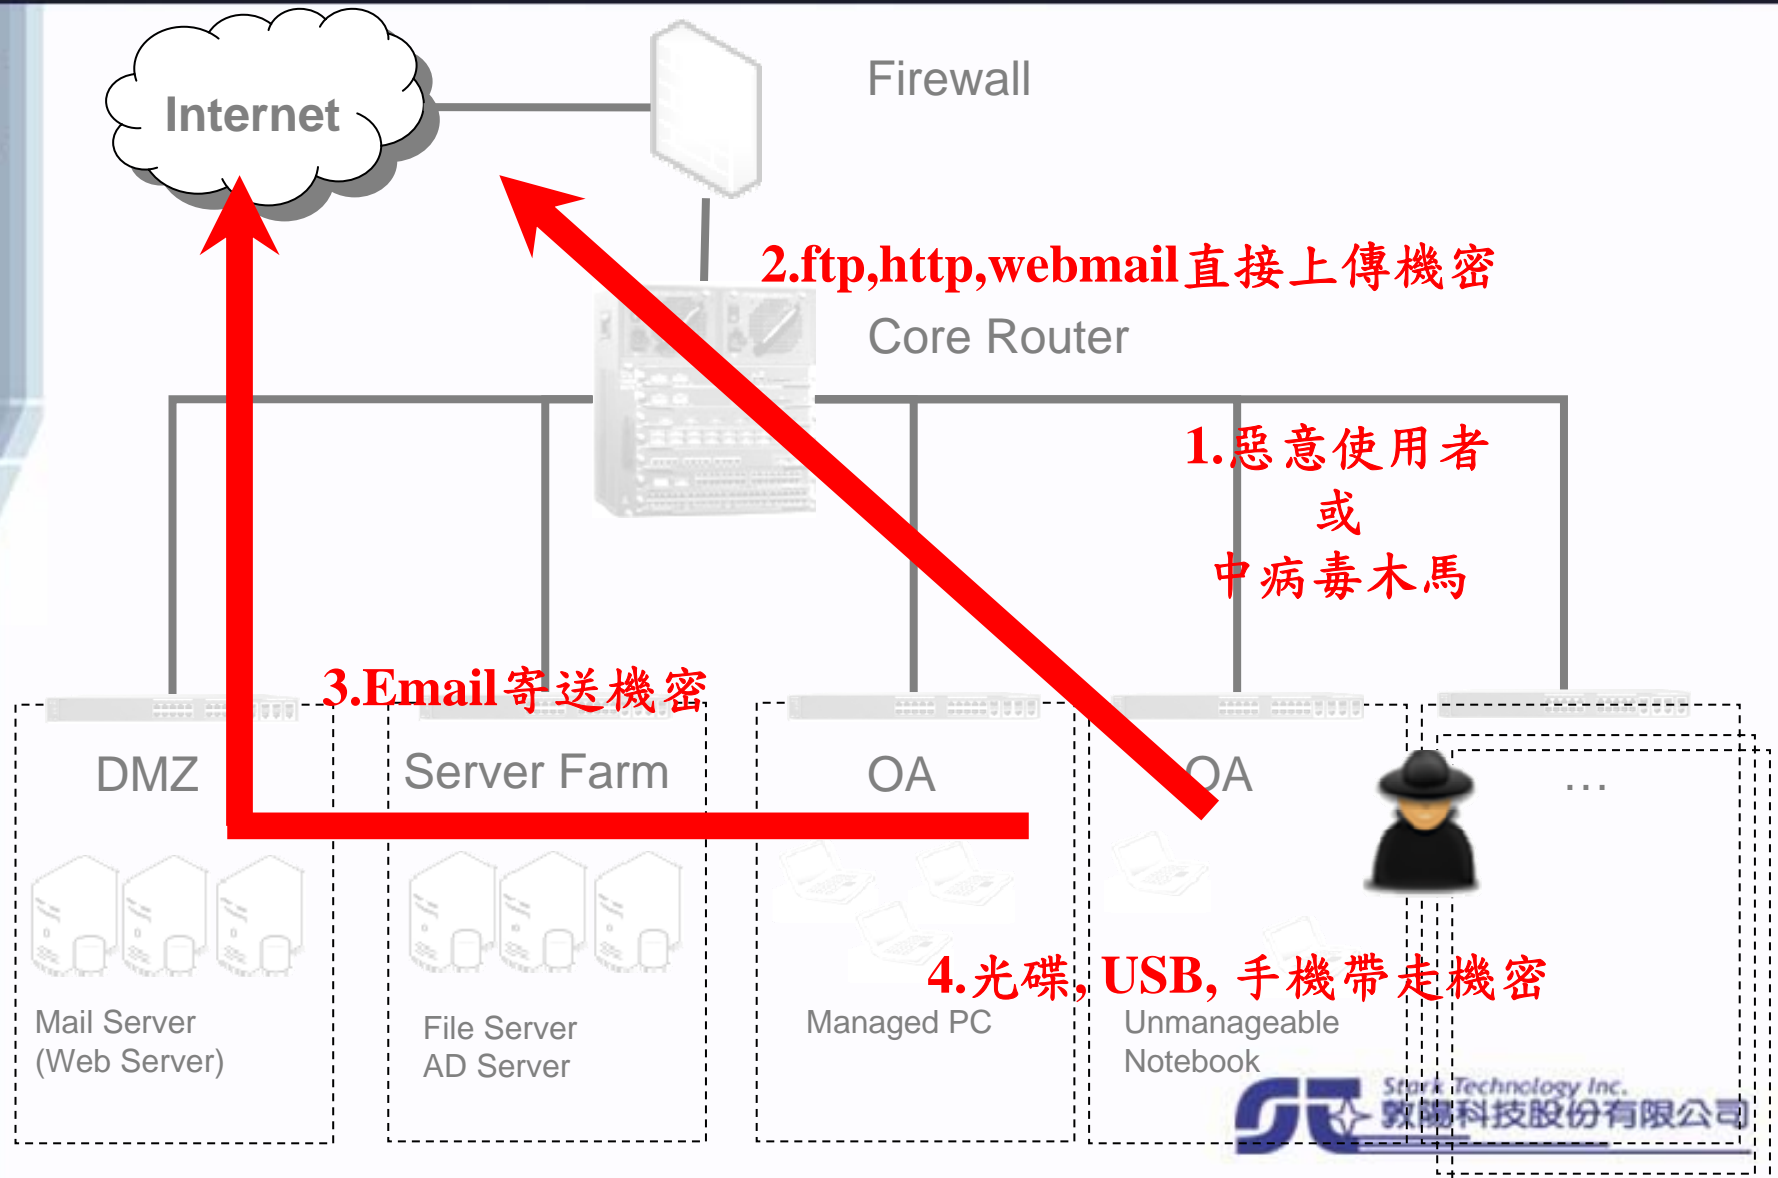 Internet
Firewall
2.ftp,http,webmail直接上傳機密
Core Router
1.惡意使用者
或
中病毒木馬
3.Email寄送機密
DMZ
Server Farm
OA
OA
...
4.光碟, USB, 手機帶走機密
Mail Server
(Web Server)
File Server
AD Server
Managed PC
Unmanageable
Notebook
Stark Technology Inc.
敦陽科技股份有限公司